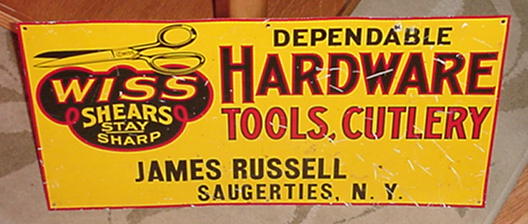 WISS
SHEARS
STAY
SHARP
DEPENDABLE
HARDWARE
TOOLS, CUTLERY
JAMES RUSSELL
SAUGERTIES, N. Y.